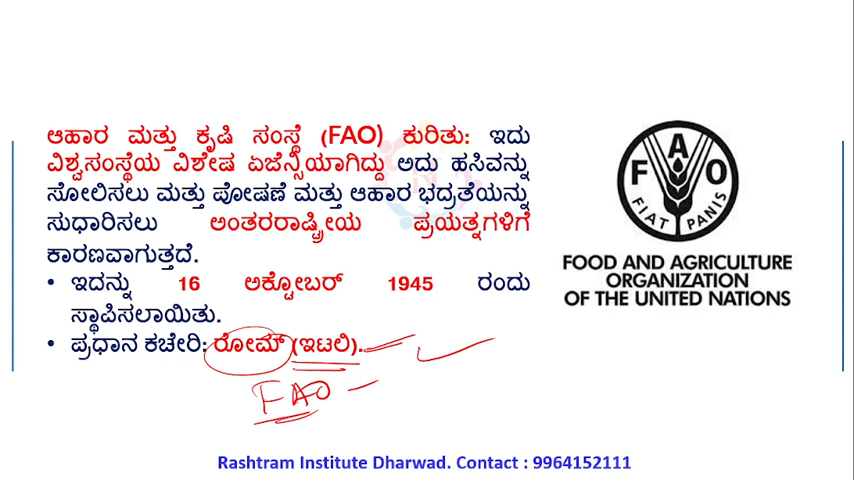 ಆಹಾರ ಮತ್ತು ಕೃಷಿ ಸಂಸ್ಥೆ (FAO) ಕುರಿತು: ಇದು
ವಿಶ್ವಸಂಸ್ಥೆಯ ವಿಶೇಷ ಏಜೆನ್ಸಿಯಾಗಿದ್ದು ಅದು ಹಸಿವನ್ನು
ಸೋಲಿಸಲು ಮತ್ತು ಪೋಷಣೆ ಮತ್ತು ಆಹಾರ ಭದ್ರತೆಯನ್ನು
ಸುಧಾರಿಸಲು ಅಂತರರಾಷ್ಟ್ರೀಯ ಪ್ರಯತ್ನಗಳಿಗೆ
ಕಾರಣವಾಗುತ್ತದೆ.
• ಇದನ್ನು 16 ಅಕ್ಟೋಬರ್ 1945 ರಂದು
ಸ್ಥಾಪಿಸಲಾಯಿತು.
• ಪ್ರಧಾನ ಕಚೇರಿ: ರೋಮ್ (ಇಟಲಿ).
FAO
F A O
FIAT PANIS
FOOD AND AGRICULTURE
ORGANIZATION
OF THE UNITED NATIONS
Rashtram Institute Dharwad. Contact : 9964152111